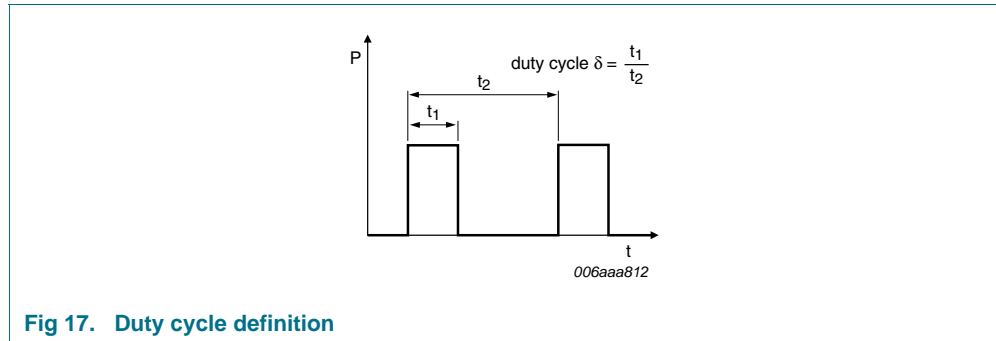 P
duty cycle δ = t1/t2
t2
t1
t
006aaa812
Fig 17. Duty cycle definition